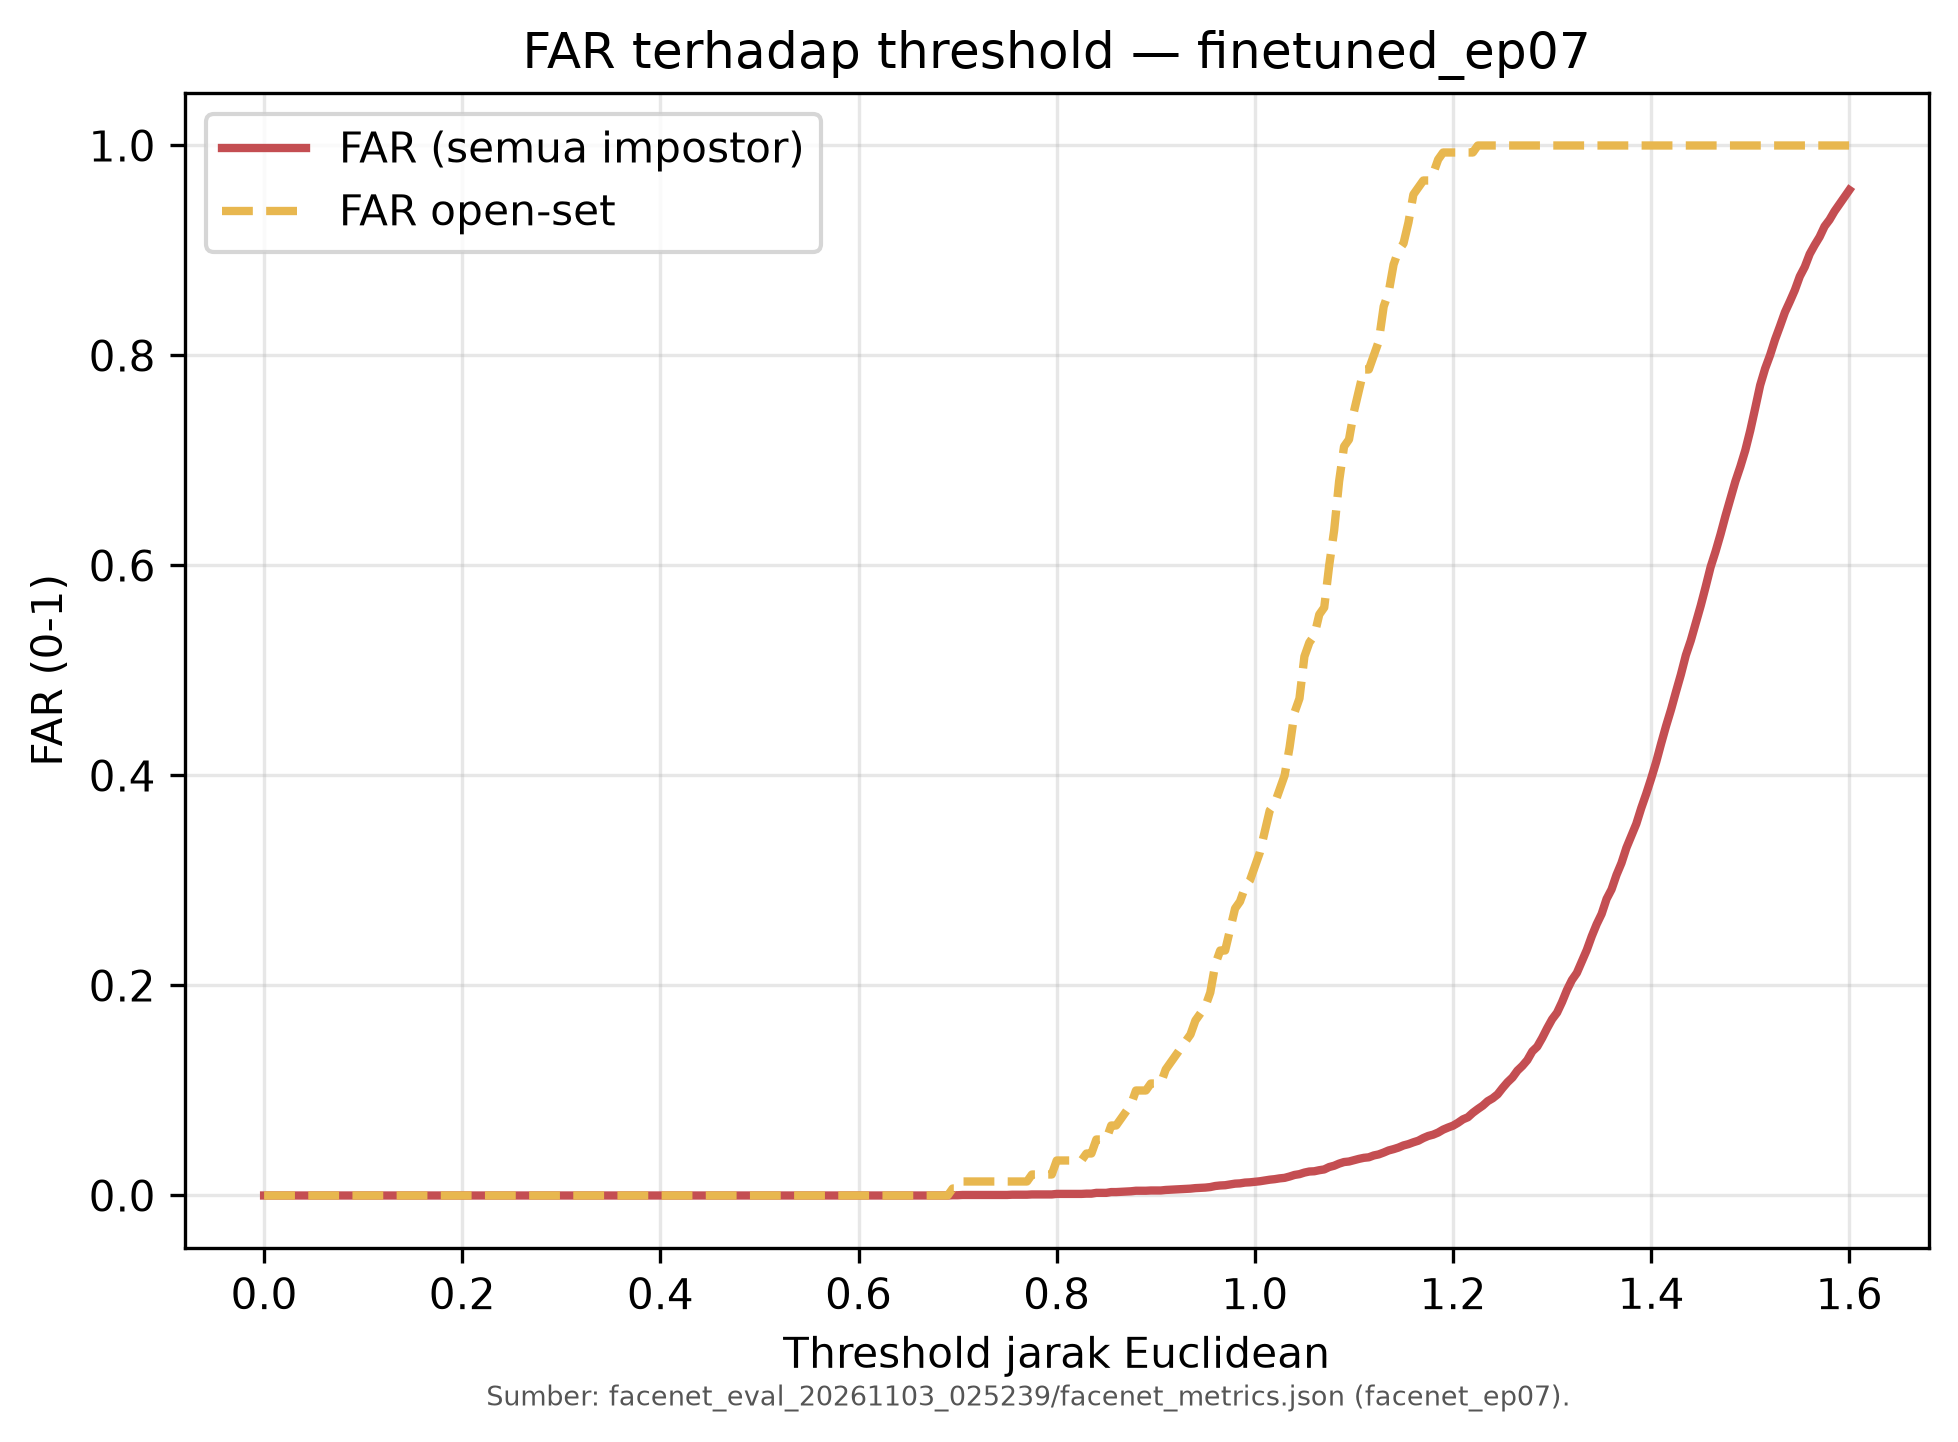 FAR terhadap threshold — finetuned_ep07
FAR (semua impostor)
FAR open-set
FAR (0-1)
1.0
0.8
0.6
0.4
0.2
0.0
0.0 0.2 0.4 0.6 0.8 1.0 1.2 1.4 1.6
Threshold jarak Euclidean
Sumber: facenet_eval_20261103_025239/facenet_metrics.json (facenet_ep07).